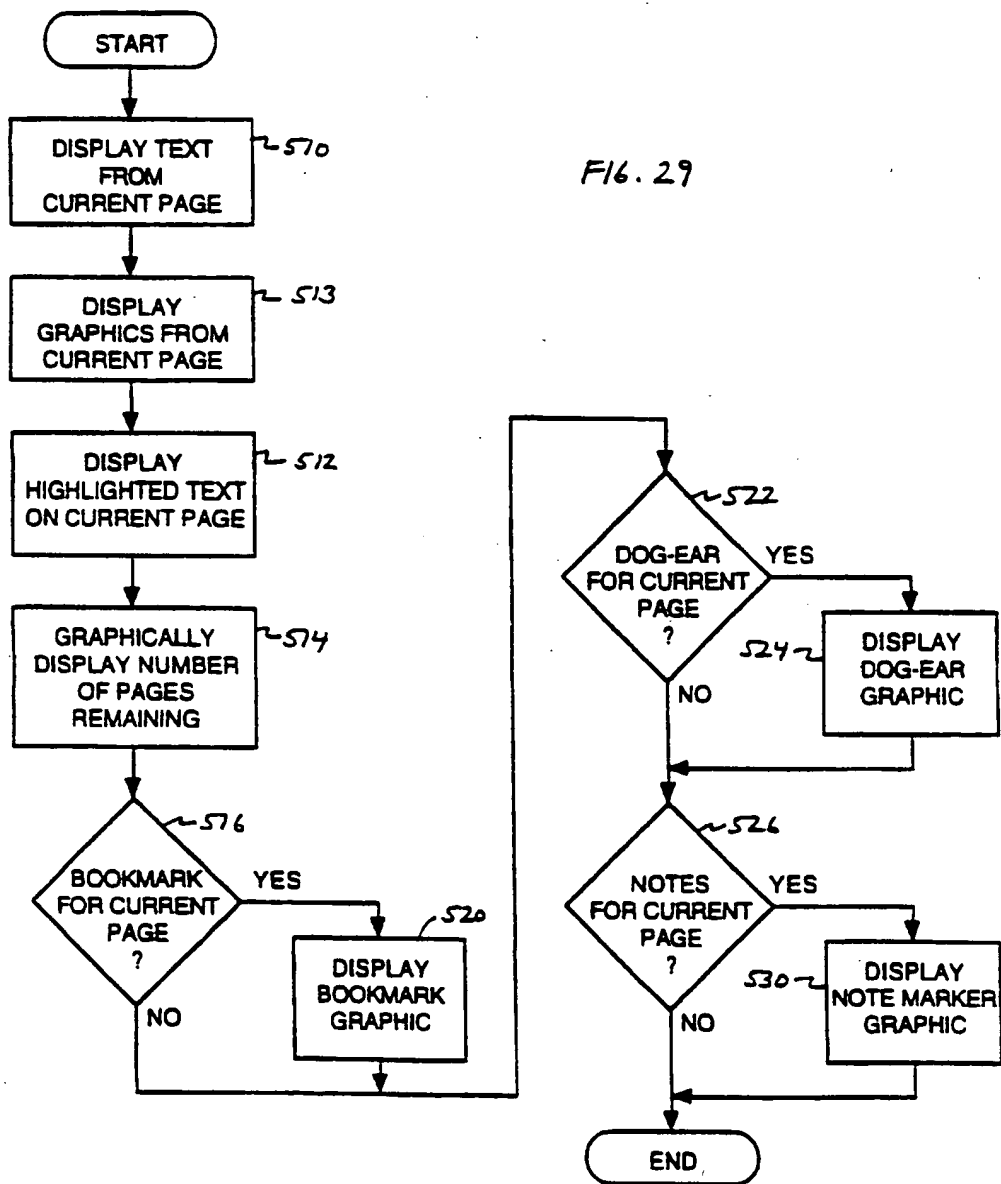 START
DISPLAY TEXT
FROM
CURRENT PAGE
510
FIG. 29
DISPLAY
GRAPHICS FROM
CURRENT PAGE
513
DISPLAY
HIGHLIGHTED TEXT
ON CURRENT PAGE
512
GRAPHICALLY
DISPLAY NUMBER
OF PAGES
REMAINING
514
BOOKMARK
FOR CURRENT
PAGE
?
516
YES
NO
520
DISPLAY
BOOKMARK
GRAPHIC
DOG-EAR
FOR CURRENT
PAGE
?
522
YES
NO
524
DISPLAY
DOG-EAR
GRAPHIC
NOTES
FOR CURRENT
PAGE
?
526
YES
NO
530
DISPLAY
NOTE MARKER
GRAPHIC
END